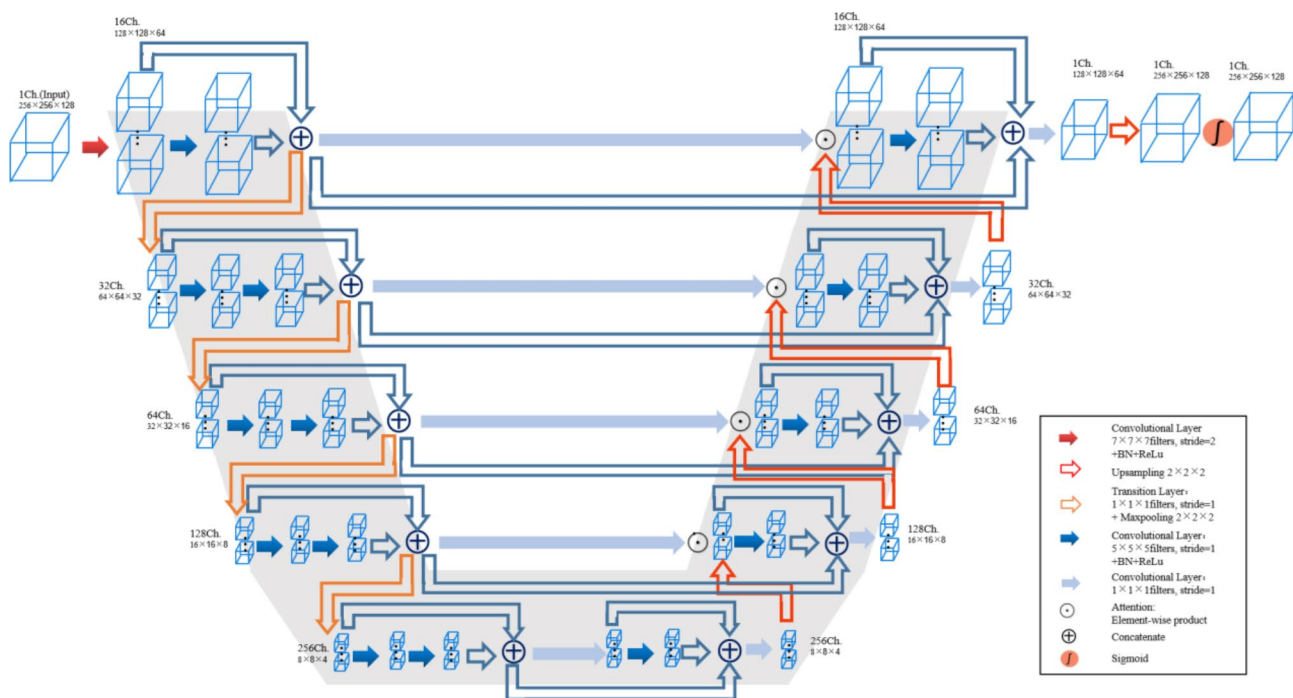 16Ch.
128×128×64
16Ch.
128×128×64
1Ch.(Input)
256×256×128
1Ch.
128×128×64
1Ch.
256×256×128
1Ch.
256×256×128
32Ch.
64×64×32
32Ch.
64×64×32
64Ch.
32×32×16
64Ch.
32×32×16
128Ch.
16×16×8
128Ch.
16×16×8
256Ch.
8×8×4
256Ch.
8×8×4
Convolutional Layer
7×7×7filters, stride=2
+BN+ReLu
Upsampling 2×2×2
Transition Layer:
1×1×1filters, stride=1
+ Maxpooling 2×2×2
Convolutional Layer:
5×5×5filters, stride=1
+BN+ReLu
Convolutional Layer:
1×1×1filters, stride=1
Attention:
Element-wise product
Concatenate
Sigmoid